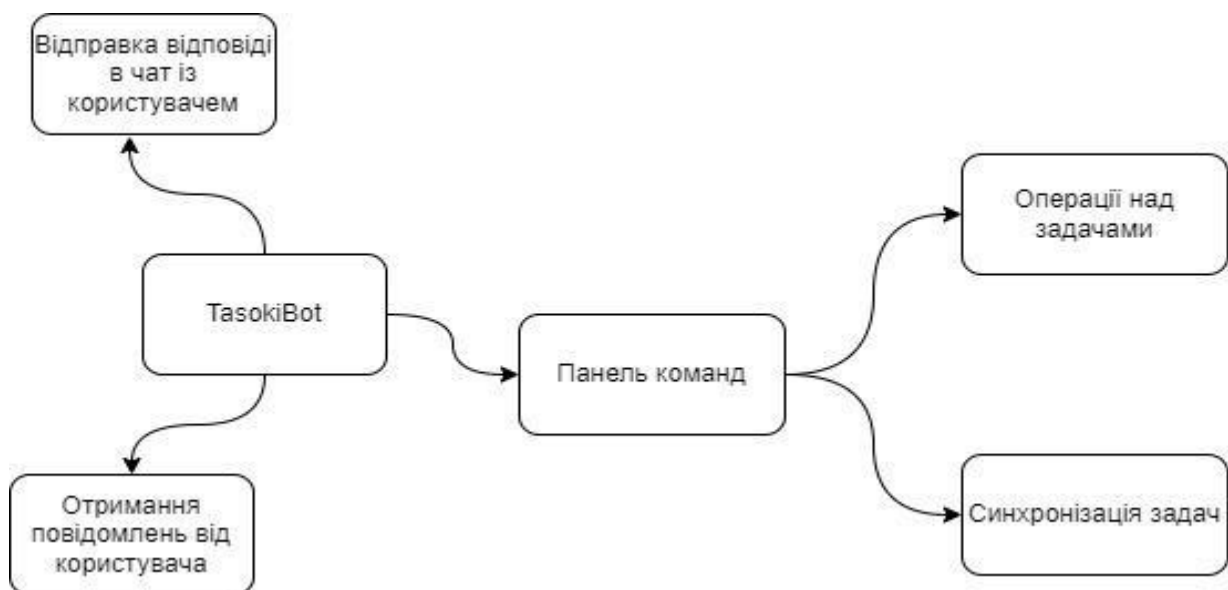 Відправка відповіді
в чат із
користувачем
TasokiBot
Отримання
повідомлень від
користувача
Панель команд
Операції над
задачами
Синхронізація задач